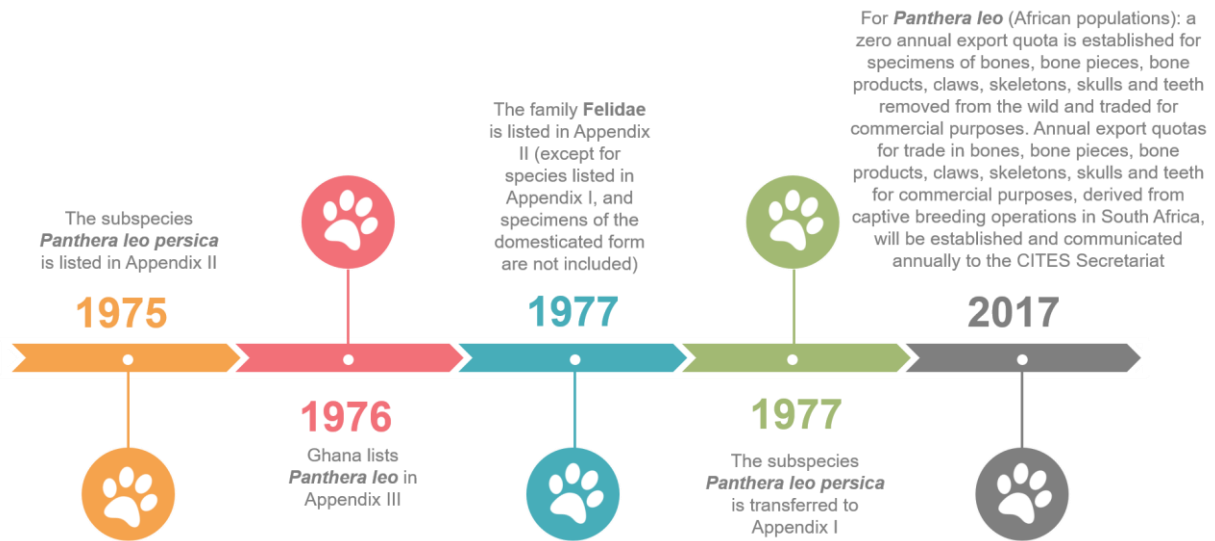 The subspecies
Panthera leo persica
is listed in Appendix II
1975
1976
Ghana lists
Panthera leo in
Appendix III
The family Felidae
is listed in Appendix
II (except for
species listed in
Appendix I, and
specimens of the
domesticated form
are not included)
1977
1977
The subspecies
Panthera leo persica
is transferred to
Appendix I
For Panthera leo (African populations): a
zero annual export quota is established for
specimens of bones, bone pieces, bone
products, claws, skeletons, skulls and teeth
removed from the wild and traded for
commercial purposes. Annual export quotas
for trade in bones, bone pieces, bone
products, claws, skeletons, skulls and teeth
for commercial purposes, derived from
captive breeding operations in South Africa,
will be established and communicated
annually to the CITES Secretariat
2017